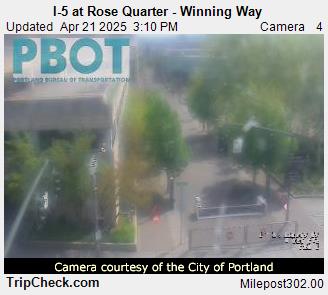 I-5 at Rose Quarter - Winning Way
Updated Apr 21 2025 3:10 PM Camera 4
PBOT
PORTLAND BUREAU OF TRANSPORTATION
Camera courtesy of the City of Portland
TripCheck.com Milepost302.00